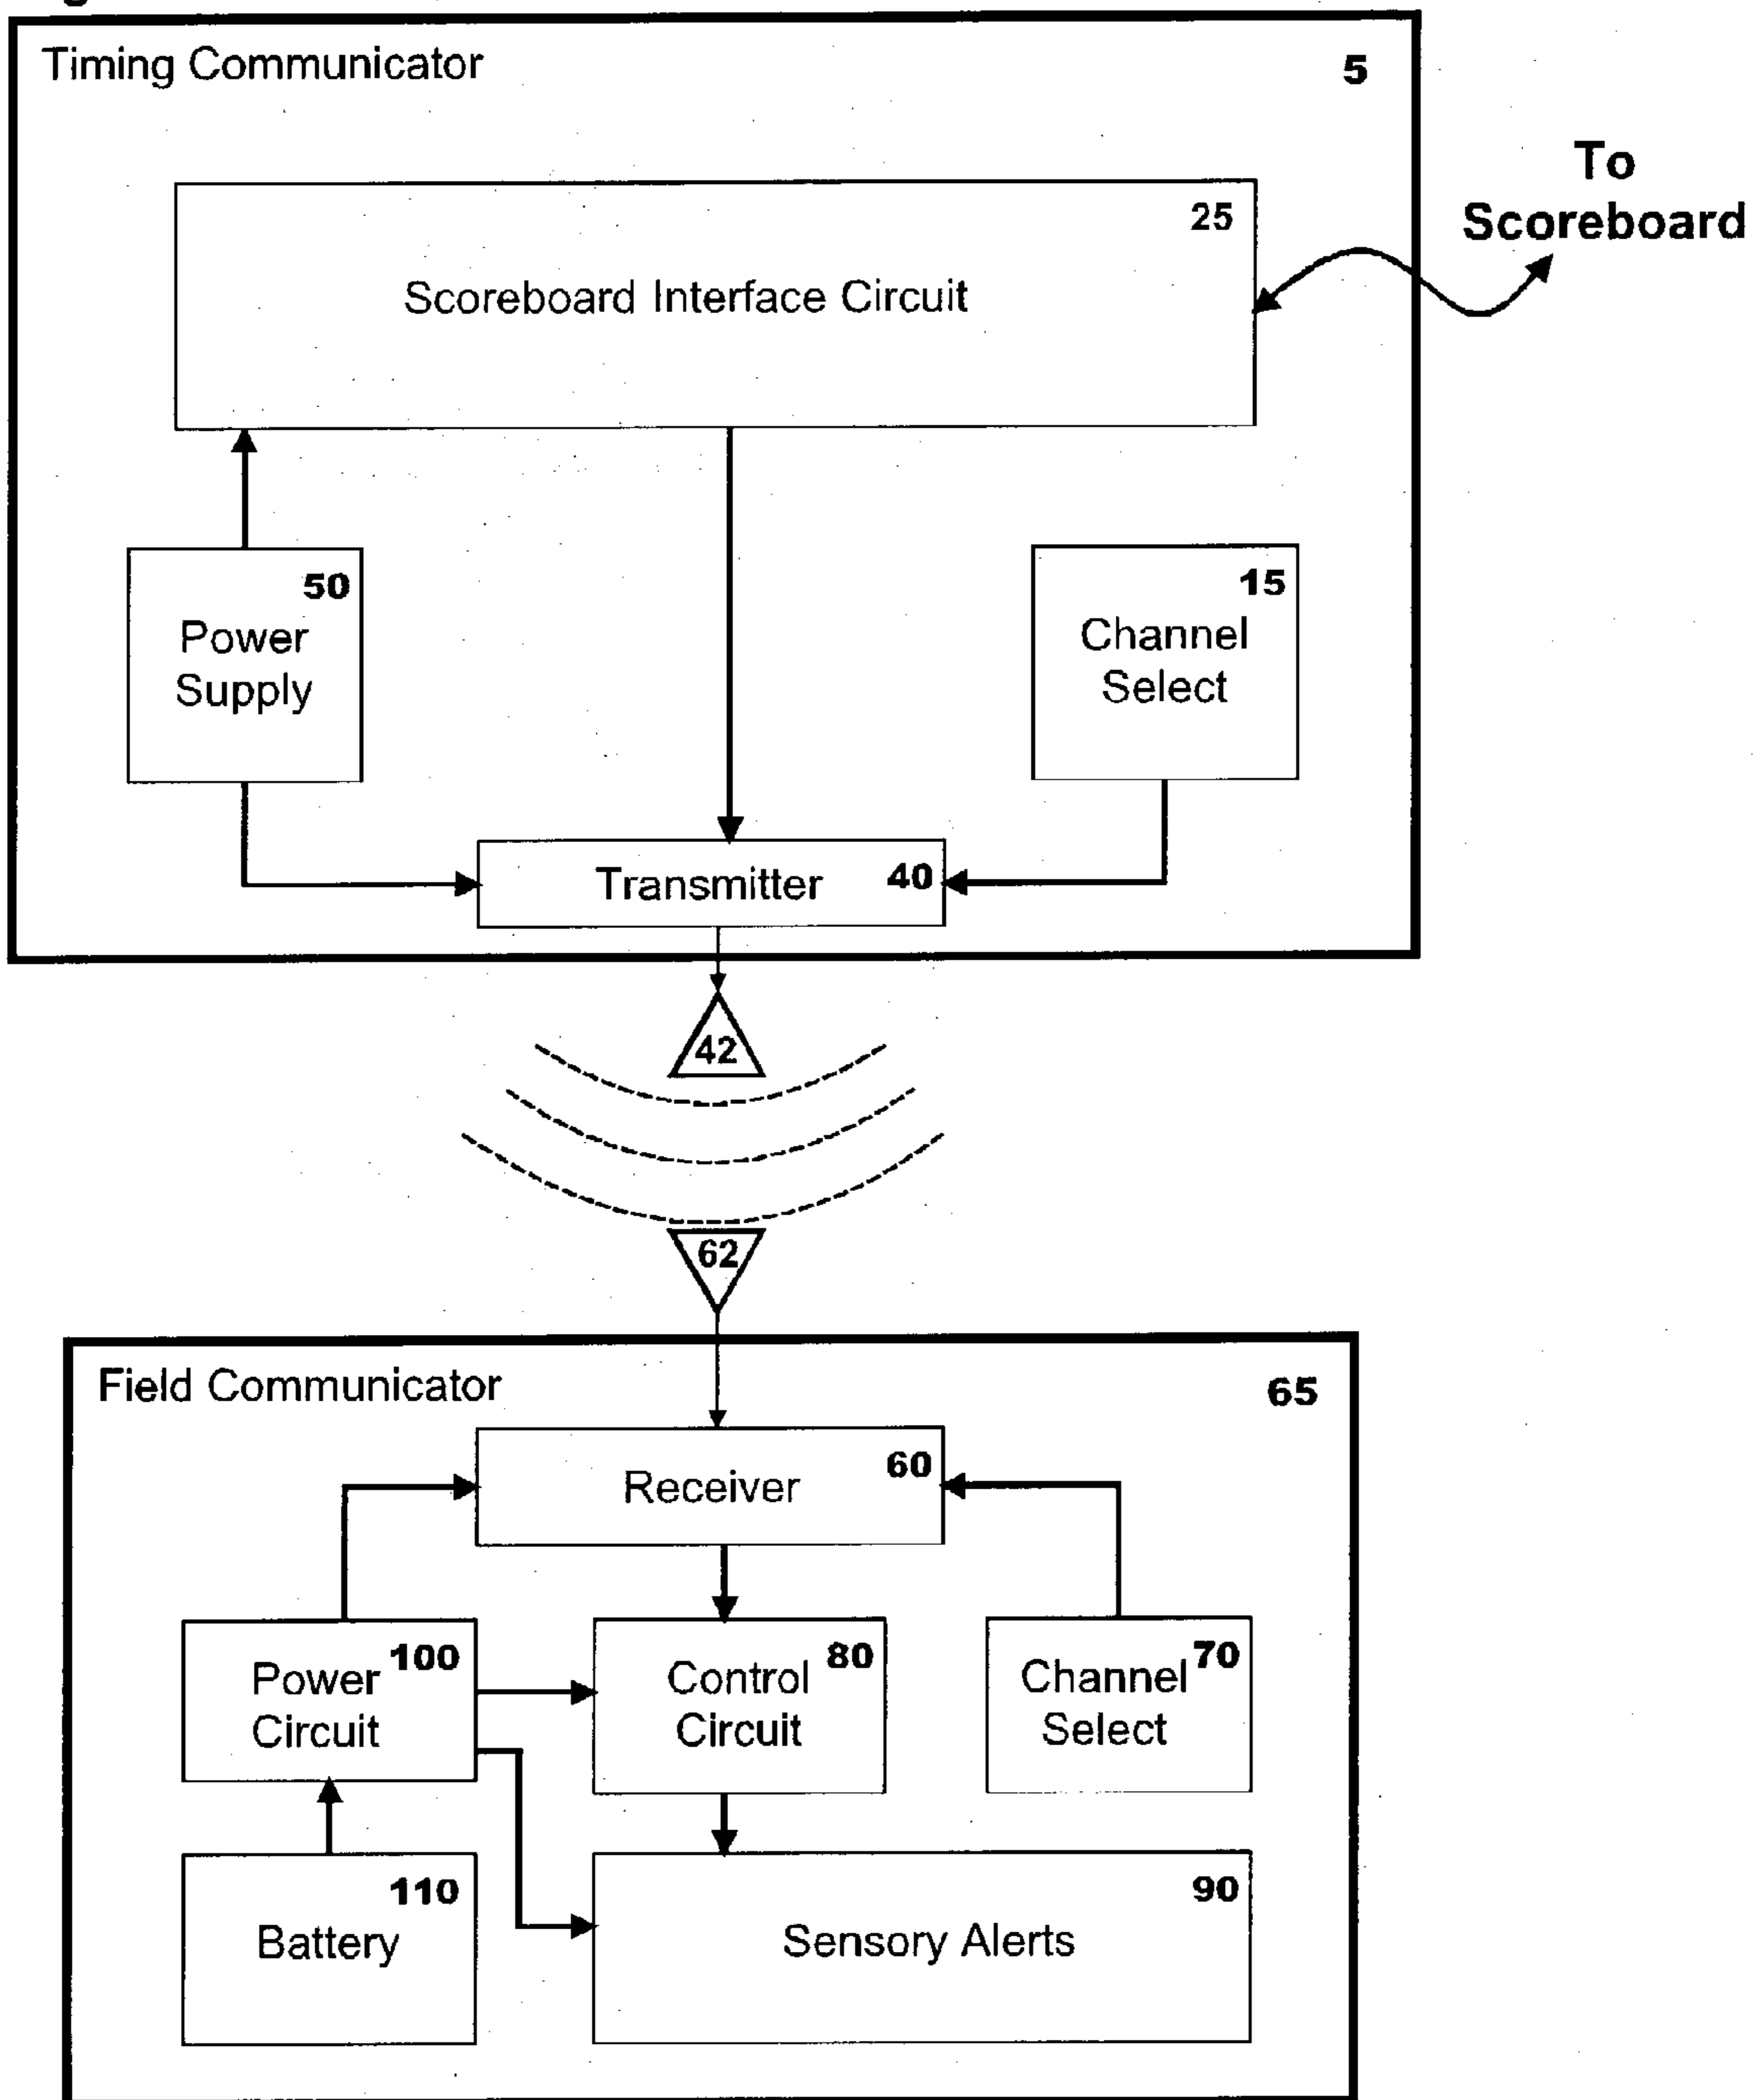 Timing Communicator
5
To
Scoreboard
25
Scoreboard Interface Circuit
50
Power
Supply
15
Channel
Select
Transmitter
40
42
62
Field Communicator
65
Receiver
60
Power
100
Circuit
Control
80
Circuit
Channel
70
Select
110
Battery
90
Sensory Alerts